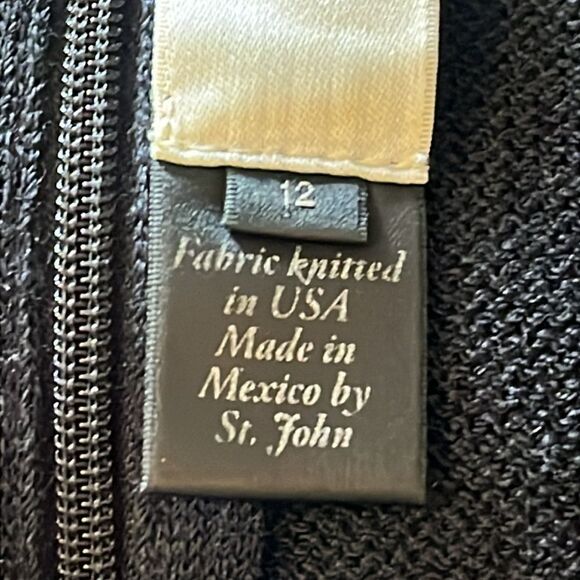 12
Fabric knitted
in USA
Made in
Mexico by
St. John